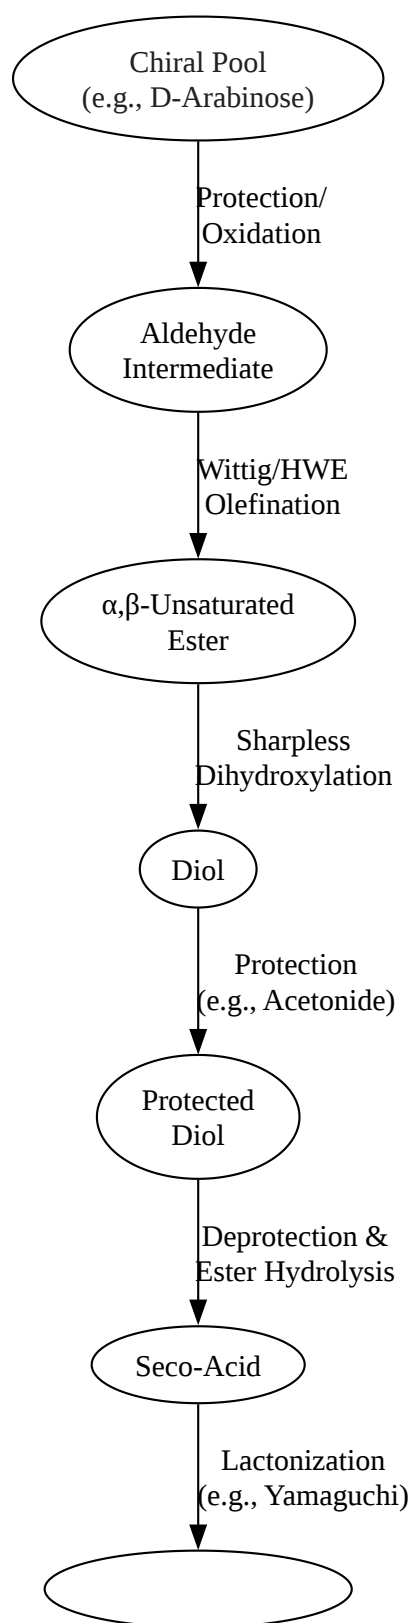 Chiral Pool
(e.g., D-Arabinose)
Protection/
Oxidation
Aldehyde
Intermediate
Wittig/HWE
Olefination
α,β-Unsaturated
Ester
Sharpless
Dihydroxylation
Diol
Protection
(e.g., Acetonide)
Protected
Diol
Deprotection &
Ester Hydrolysis
Seco-Acid
Lactonization
(e.g., Yamaguchi)